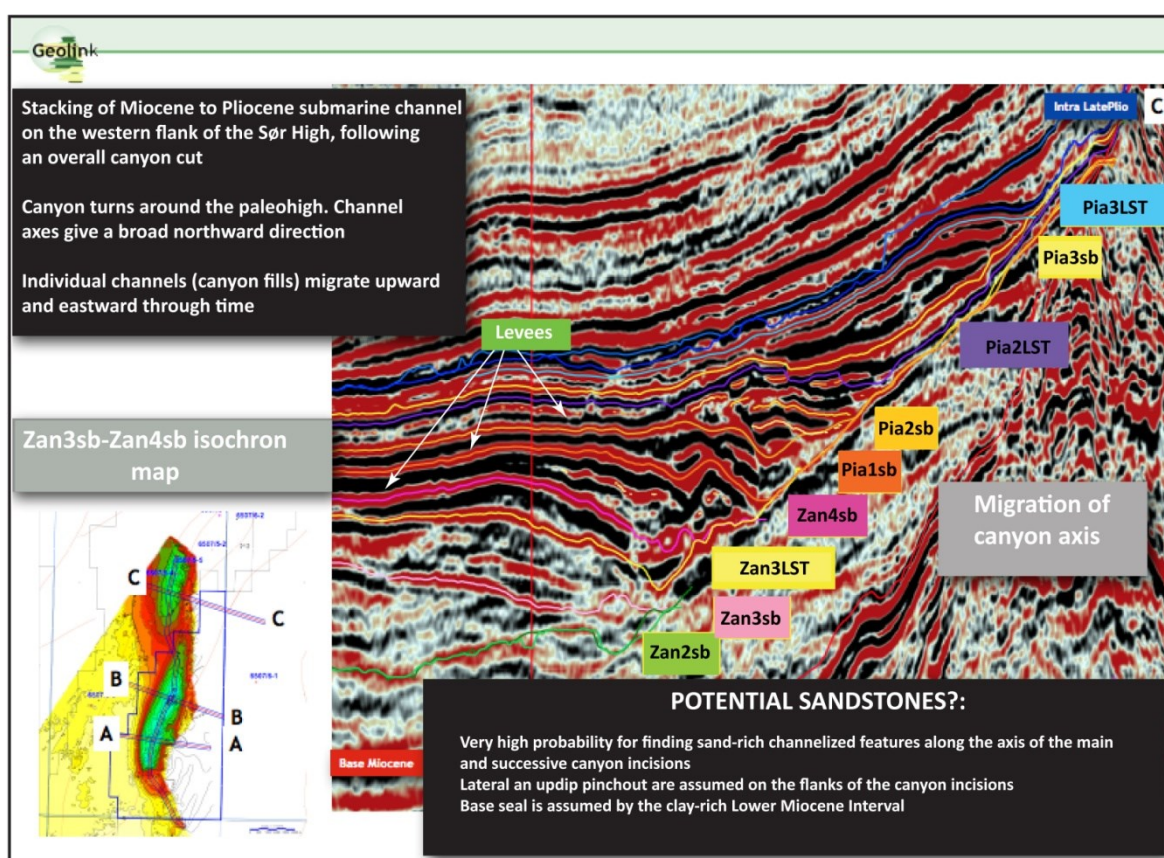 Geolink
Stacking of Miocene to Pliocene submarine channel
on the western flank of the Sør High, following
an overall canyon cut
Canyon turns around the paleohigh. Channel
axes give a broad northward direction
Individual channels (canyon fills) migrate upward
and eastward through time
Intra LatePlio
C
Pia3LST
Pia3sb
Levees
Pia2LST
Pia2sb
Pia1sb
Zan4sb
Zan3LST
Zan3sb
Zan2sb
Migration of
canyon axis
Zan3sb-Zan4sb isochron
map
6507/5-2
C
C
B
B
A
A
Base Miocene
POTENTIAL SANDSTONES?:
Very high probability for finding sand-rich channelized features along the axis of the main
and successive canyon incisions
Lateral an updip pinchout are assumed on the flanks of the canyon incisions
Base seal is assumed by the clay-rich Lower Miocene Interval